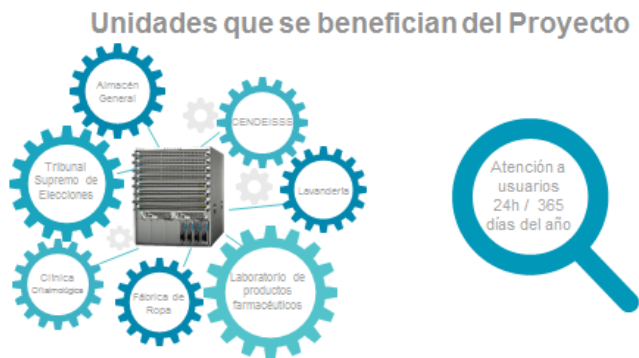 Unidades que se benefician del Proyecto
Almacén
General
CENDEISSS
Tribunal
Supremo de
Elecciones
Lavandería
Clínica
Oftalmológica
Fábrica de
Ropa
Laboratorio de
productos
farmacéuticos
Atención a
usuarios
24h / 365
días del año